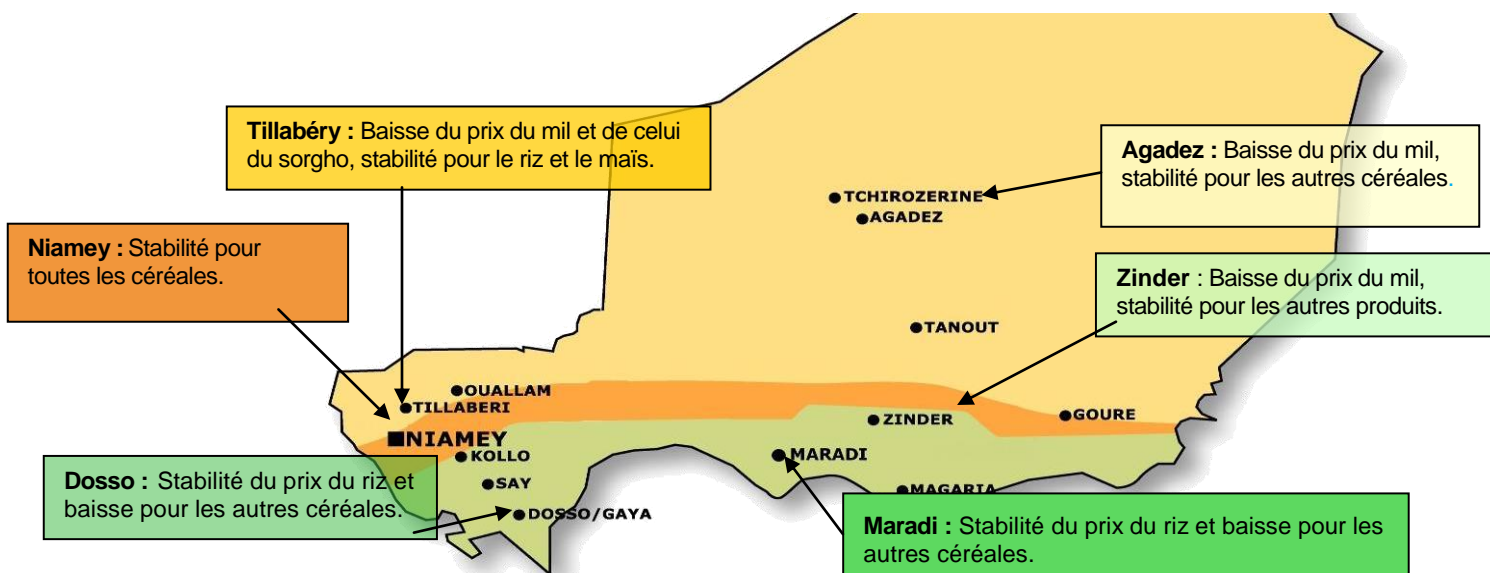 Tillabéry : Baisse du prix du mil et de celui
du sorgho, stabilité pour le riz et le maïs.
Agadez : Baisse du prix du mil,
stabilité pour les autres céréales.
TCHIROZERINE
AGADEZ
Niamey : Stabilité pour
toutes les céréales.
Zinder : Baisse du prix du mil,
stabilité pour les autres produits.
TANOUT
OUALLAM
TILLABERI
ZINDER
GOURE
NIAMEY
KOLLO
MARADI
Dosso : Stabilité du prix du riz et
baisse pour les autres céréales.
SAY
MAGARIA
DOSSO/GAYA
Maradi : Stabilité du prix du riz et baisse pour les
autres céréales.